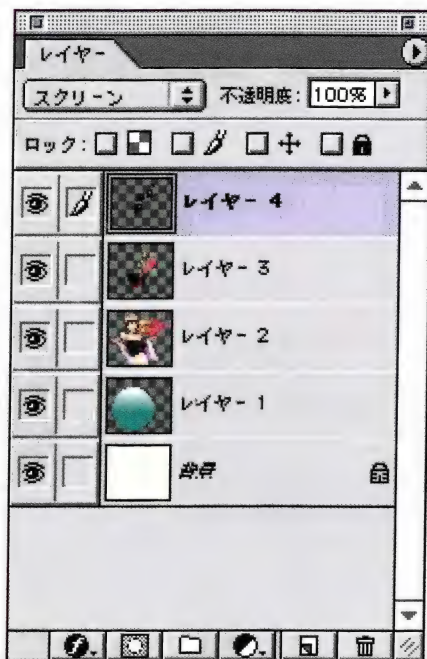 レイヤー
スクリーン 不透明度: 100%
ロック:
レイヤー 4
レイヤー 3
レイヤー 2
レイヤー 1
背景